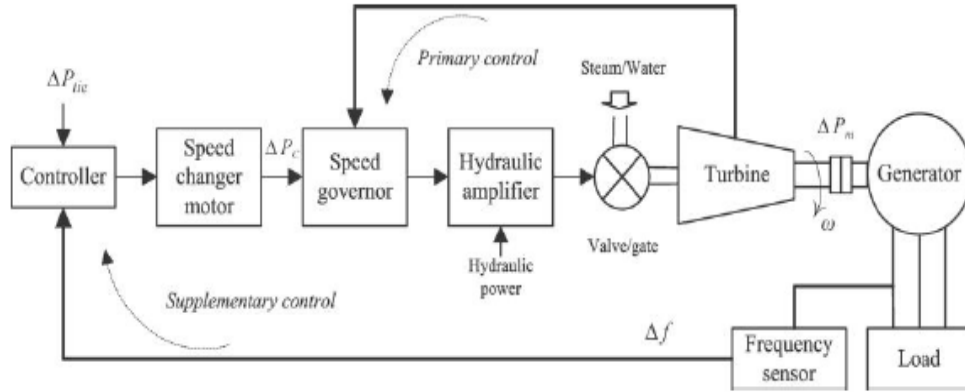 Primary control
Steam/Water
ΔP_tie
ΔP_m
Controller
Speed
changer
motor
ΔP_C
Speed
governor
Hydraulic
amplifier
Turbine
Generator
ω
Valve/gate
Hydraulic
power
Supplementary control
Δf
Frequency
sensor
Load